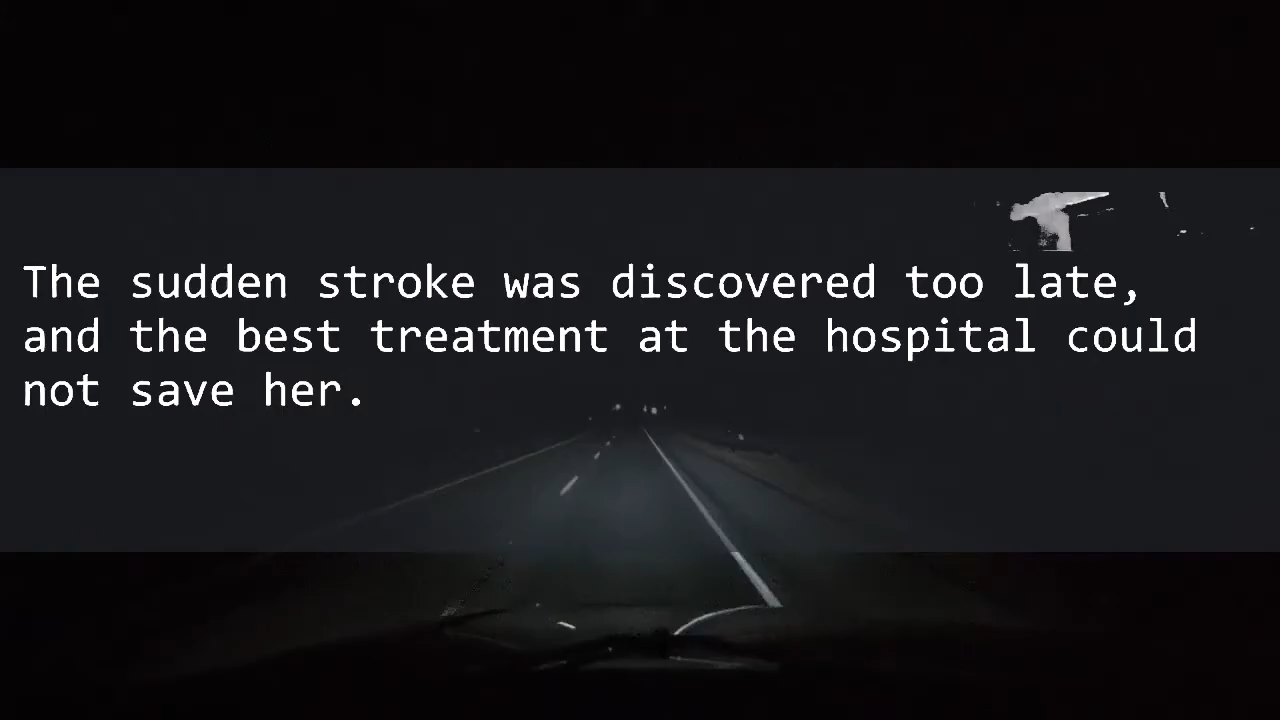 The sudden stroke was discovered too late,
and the best treatment at the hospital could
not save her.